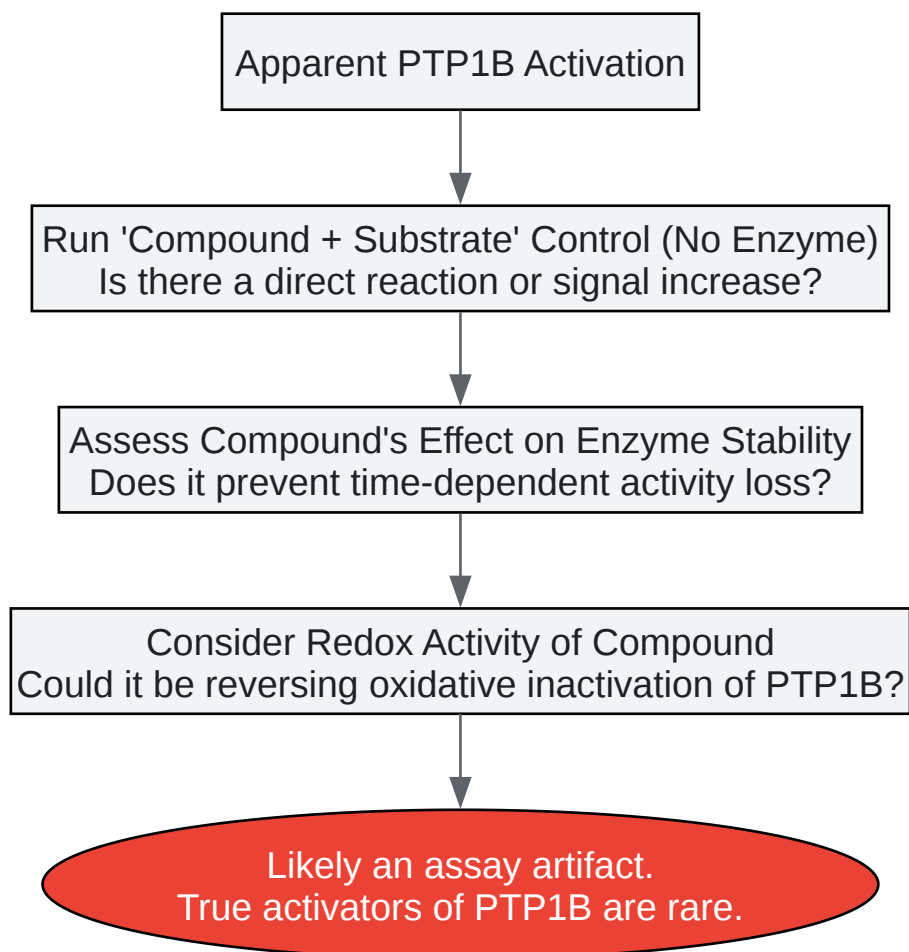 Apparent PTP1B Activation
Run 'Compound + Substrate' Control (No Enzyme)
Is there a direct reaction or signal increase?
Assess Compound's Effect on Enzyme Stability
Does it prevent time-dependent activity loss?
Consider Redox Activity of Compound
Could it be reversing oxidative inactivation of PTP1B?
Likely an assay artifact.
True activators of PTP1B are rare.